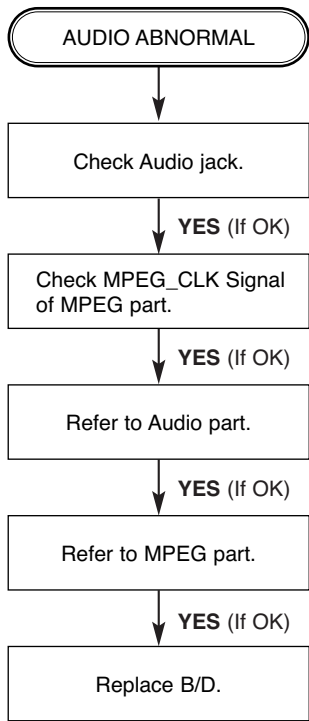 AUDIO ABNORMAL
Check Audio jack.
YES (If OK)
Check MPEG_CLK Signal
of MPEG part.
YES (If OK)
Refer to Audio part.
YES (If OK)
Refer to MPEG part.
YES (If OK)
Replace B/D.